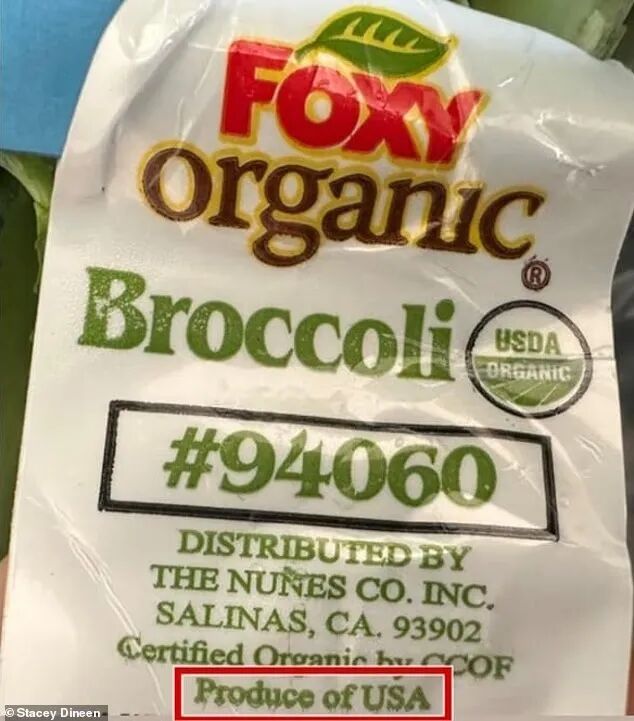 FOXY
organic
®
Broccoli
USDA
ORGANIC
#94060
DISTRIBUTED BY
THE NUNES CO. INC.
SALINAS, CA. 93902
Certified Organic by CCOF
Produce of USA
© Stacey Dineen